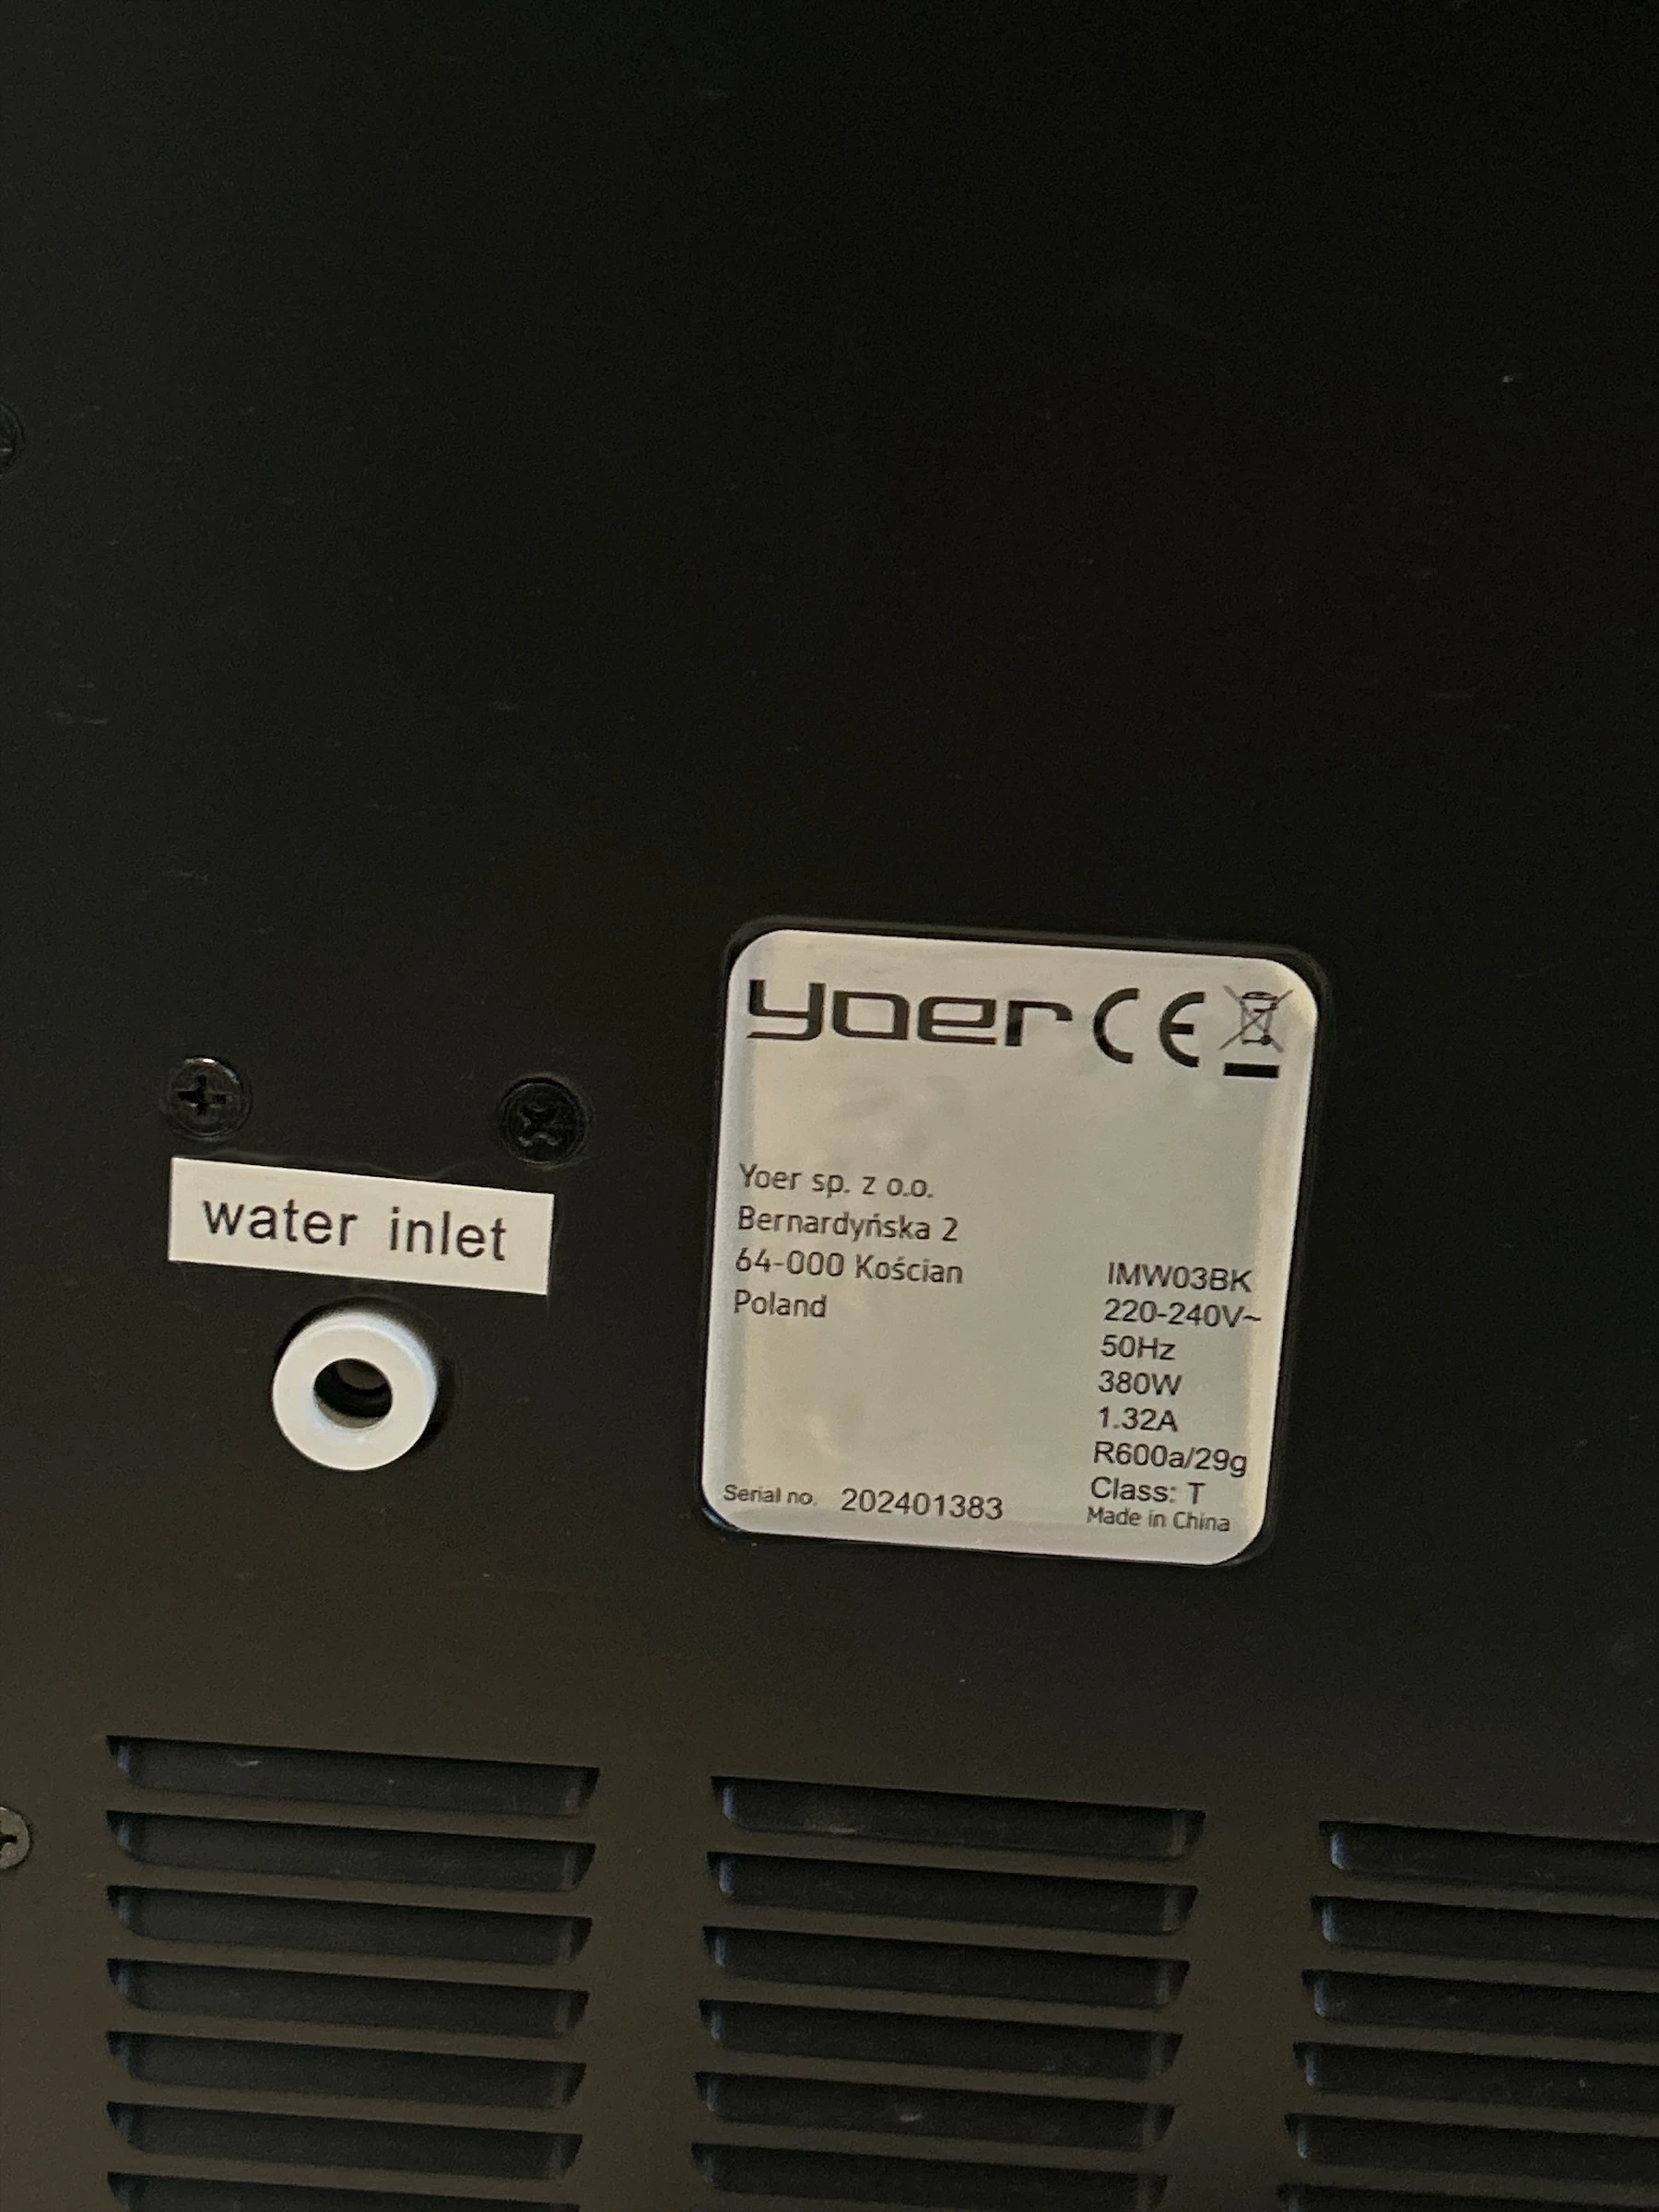 yoer CE
water inlet
Yoer sp. z o.o.
Bernardyńska 2
64-000 Kościan
Poland
IMW03BK
220-240V~
50Hz
380W
1.32A
R600a/29g
Class: T
Made in China
Serial no. 202401383